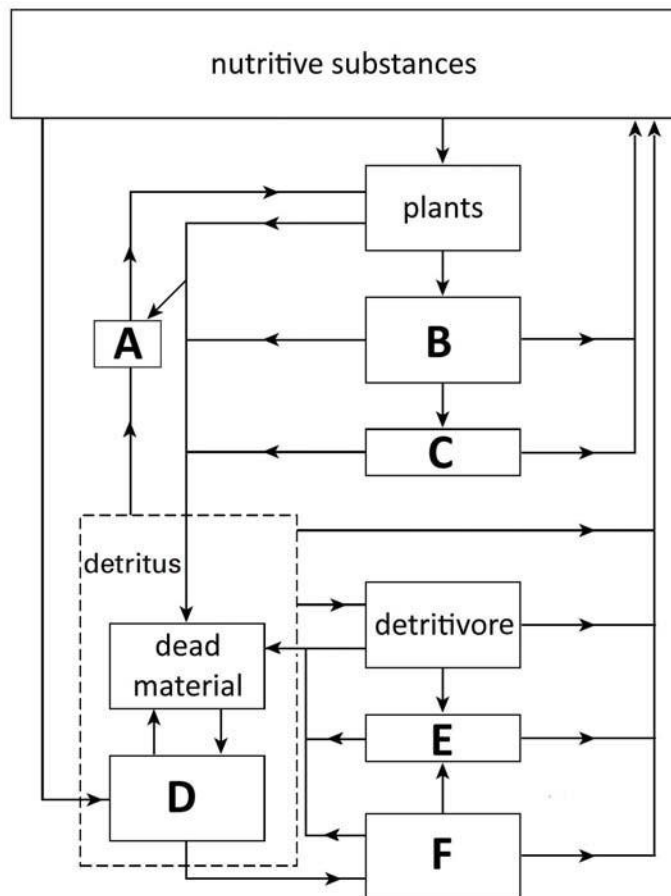 nutritive substances
plants
A
B
C
detritus
dead
material
detritivore
E
D
F